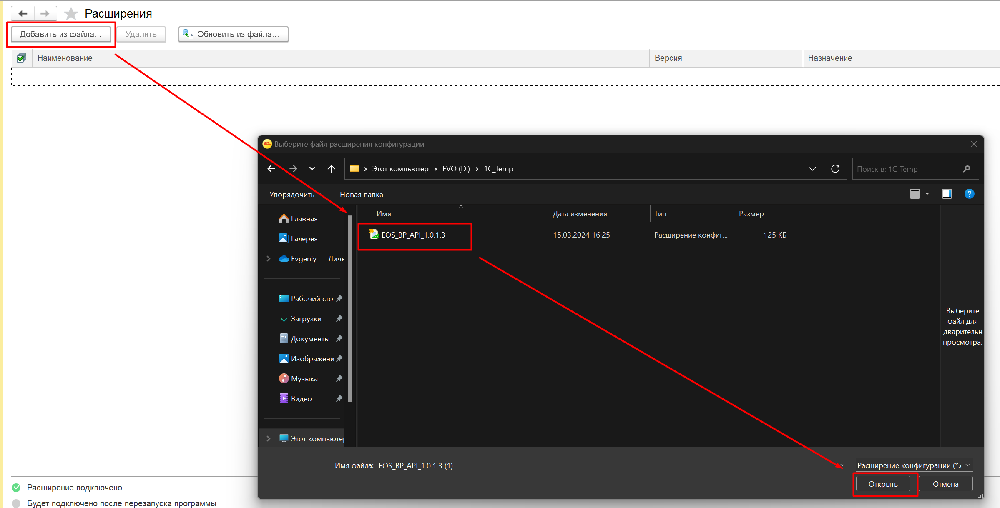 Расширения
Добавить из файла...
Удалить
Обновить из файла...
Наименование
Версия
Назначение
Выберите файл расширения конфигурации
Этот компьютер
EVO (D:)
1C_Temp
Поиск в: 1C_Temp
Упорядочить
Новая папка
Имя
Дата изменения
Тип
Размер
EOS_BP_API_1.0.1.3
15.03.2024 16:25
Расширение конфиг...
125 КБ
Главная
Галерея
Evgeniy — Личн
Рабочий стол
Загрузки
Документы
Изображени
Музыка
Видео
Этот компьютер
Выберите
файл для
дварительн
просмотра.
Имя файла:
EOS_BP_API_1.0.1.3 (1)
Расширение конфигурации (*.c
Открыть
Отмена
Расширение подключено
Будет подключено после перезапуска программы